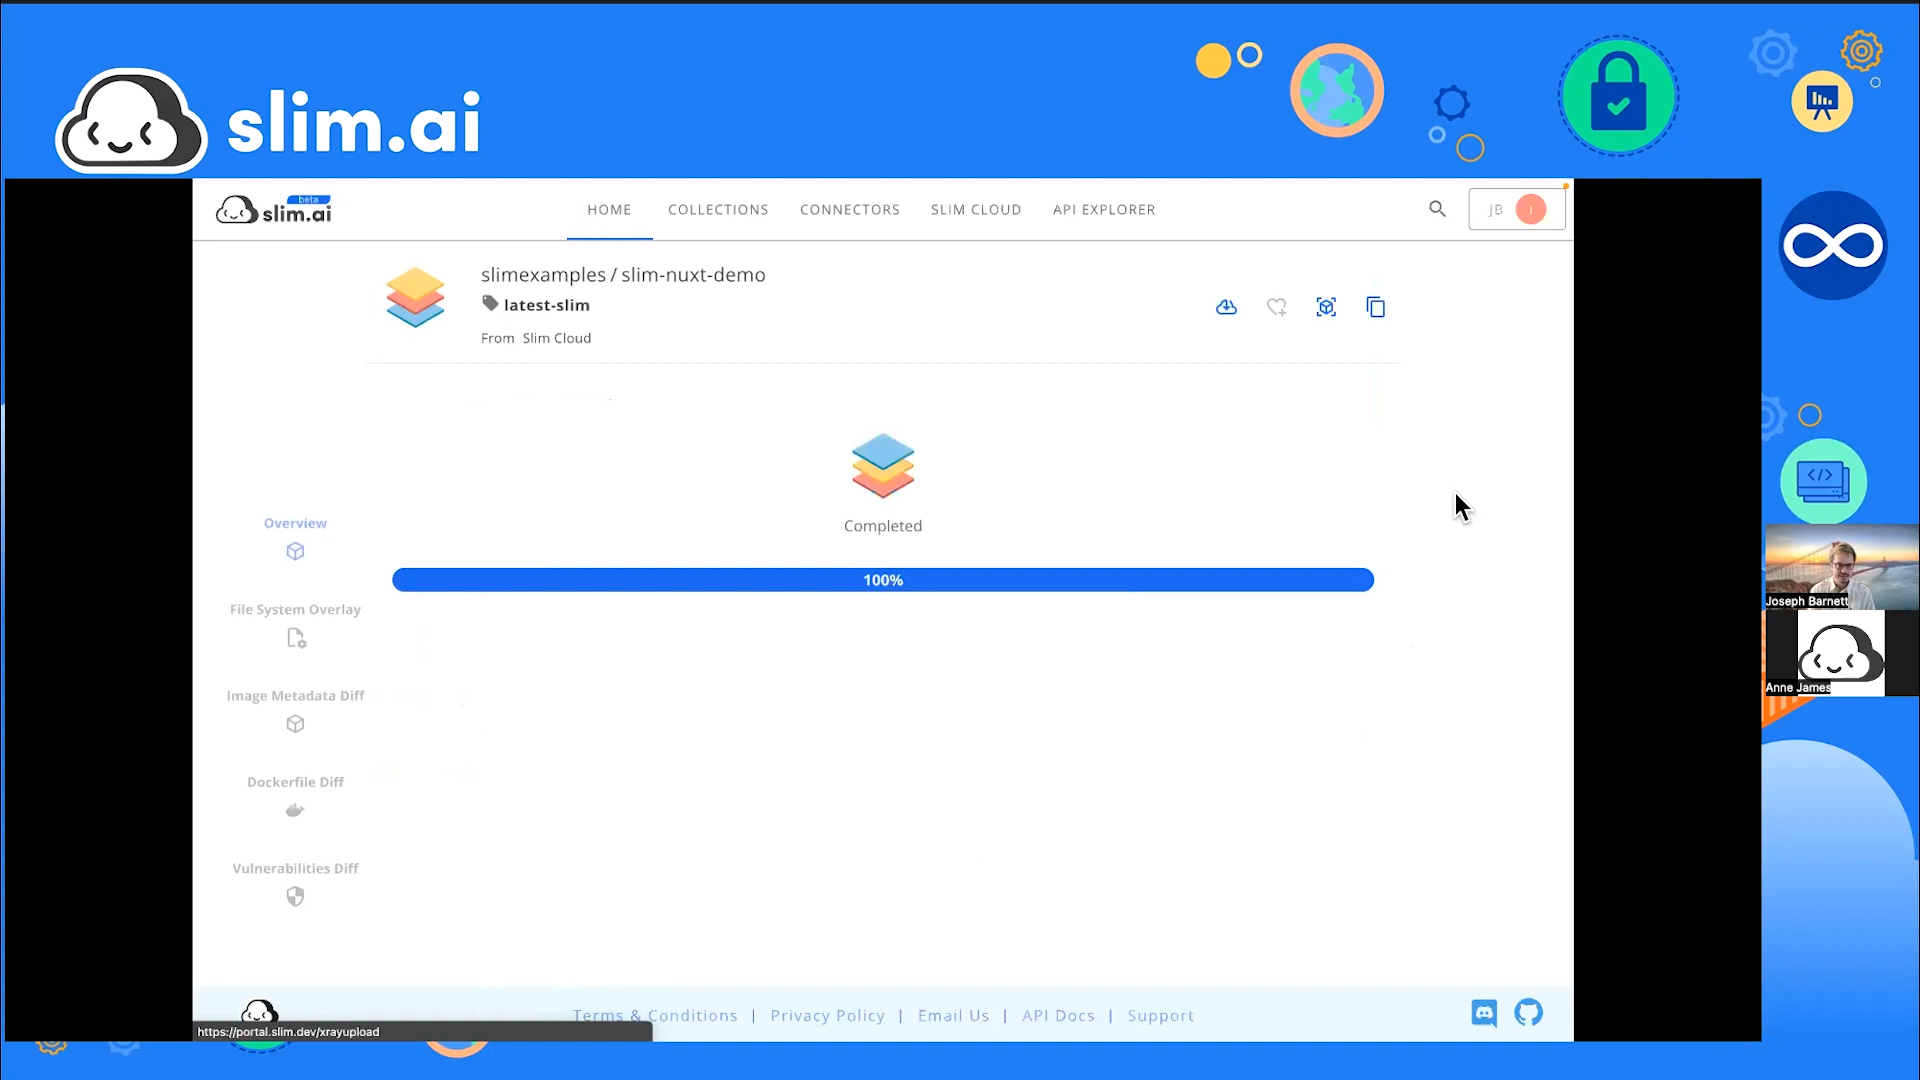 slim.ai
beta
slim.ai
HOME
COLLECTIONS
CONNECTORS
SLIM CLOUD
API EXPLORER
JB
J
slimexamples / slim-nuxt-demo
latest-slim
From Slim Cloud
Completed
100%
Overview
File System Overlay
Image Metadata Diff
Dockerfile Diff
Vulnerabilities Diff
</>
Joseph Barnett
Anne James
Terms & Conditions | Privacy Policy | Email Us | API Docs | Support
https://portal.slim.dev/xrayupload